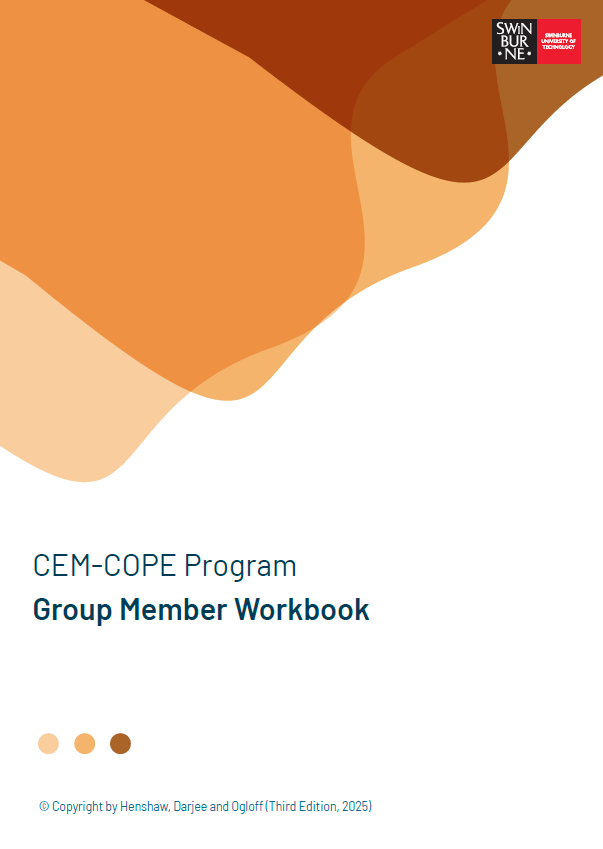 SWIN
BUR
NE
SWINBURNE
UNIVERSITY OF
TECHNOLOGY
CEM-COPE Program
Group Member Workbook
© Copyright by Henshaw, Darjee and Ogloff (Third Edition, 2025)